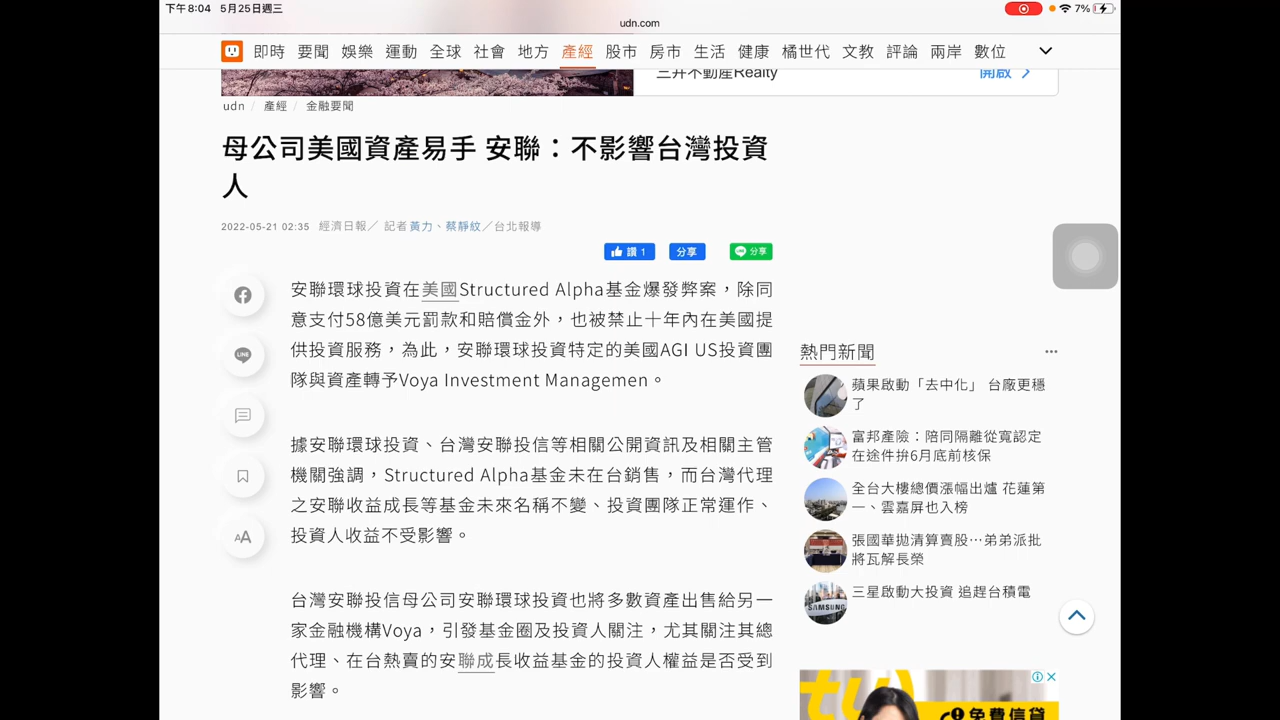 下午8:04 5月25日週三
7%
udn.com
即時 要聞 娛樂 運動 全球 社會 地方 產經 股市 房市 生活 健康 橘世代 文教 評論 兩岸 數位
三井不動產Realty
開啟
udn / 產經 / 金融要聞
母公司美國資產易手 安聯：不影響台灣投資
人
2022-05-21 02:35 經濟日報／ 記者黃力、蔡靜紋／台北報導
讚 1 分享 分享
安聯環球投資在美國Structured Alpha基金爆發弊案，除同
意支付58億美元罰款和賠償金外，也被禁止十年內在美國提
供投資服務，為此，安聯環球投資特定的美國AGI US投資團
隊與資產轉予Voya Investment Managemen。
據安聯環球投資、台灣安聯投信等相關公開資訊及相關主管
機關強調，Structured Alpha基金未在台銷售，而台灣代理
之安聯收益成長等基金未來名稱不變、投資團隊正常運作、
投資人收益不受影響。
台灣安聯投信母公司安聯環球投資也將多數資產出售給另一
家金融機構Voya，引發基金圈及投資人關注，尤其關注其總
代理、在台熱賣的安聯成長收益基金的投資人權益是否受到
影響。
LINE
AA
熱門新聞
蘋果啟動「去中化」 台廠更穩
了
富邦產險：陪同隔離從寬認定
在途件拚6月底前核保
全台大樓總價漲幅出爐 花蓮第
一、雲嘉屏也入榜
張國華拋清算賣股…弟弟派批
將瓦解長榮
三星啟動大投資 追趕台積電
SAMSUNG
免費信貸